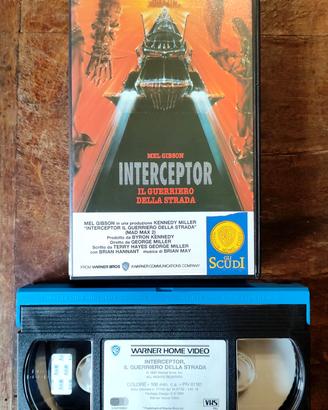 MEL GIBSON
INTERCEPTOR
IL GUERRIERO
DELLA STRADA
MEL GIBSON in una produzione KENNEDY MILLER
"INTERCEPTOR IL GUERRIERO DELLA STRADA"
(MAD MAX 2)
Prodotto da BYRON KENNEDY
Diretto da GEORGE MILLER
Scritto da TERRY HAYES GEORGE MILLER
con BRIAN HANNANT musica di BRIAN MAY
FROM WARNER BROS A WARNER COMMUNICATIONS COMPANY
GLI
SCUDI
WARNER HOME VIDEO
INTERCEPTOR,
IL GUERRIERO DELLA STRADA
COLORE
VHS